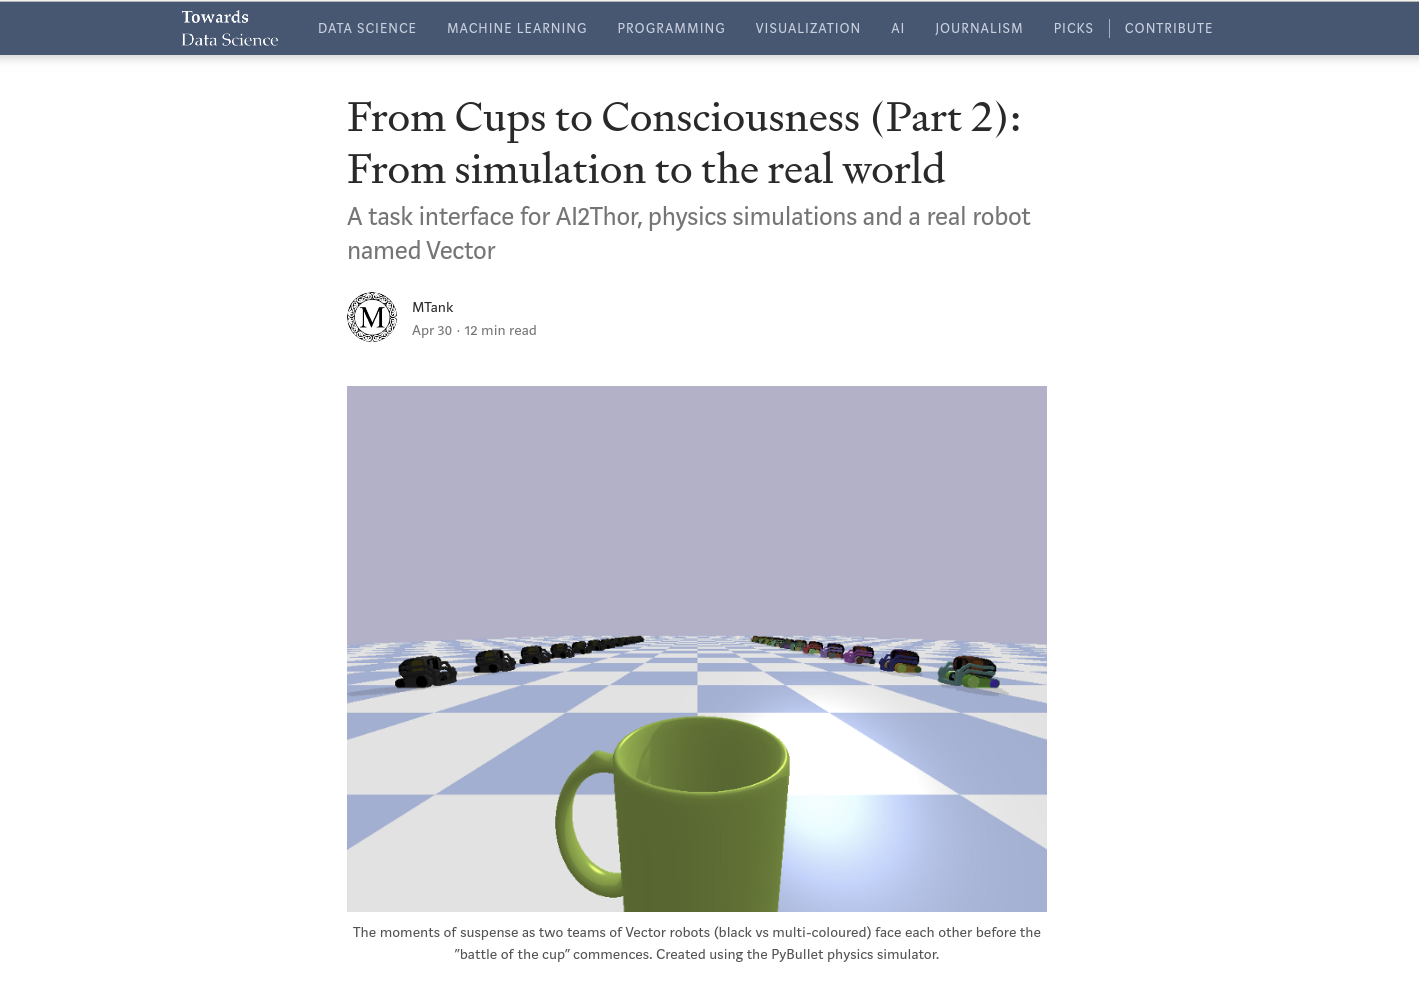 Towards
Data Science
DATA SCIENCE MACHINE LEARNING PROGRAMMING VISUALIZATION AI JOURNALISM PICKS CONTRIBUTE
From Cups to Consciousness (Part 2):
From simulation to the real world
A task interface for AI2Thor, physics simulations and a real robot
named Vector
M
MTank
Apr 30 · 12 min read
The moments of suspense as two teams of Vector robots (black vs multi-coloured) face each other before the
"battle of the cup" commences. Created using the PyBullet physics simulator.